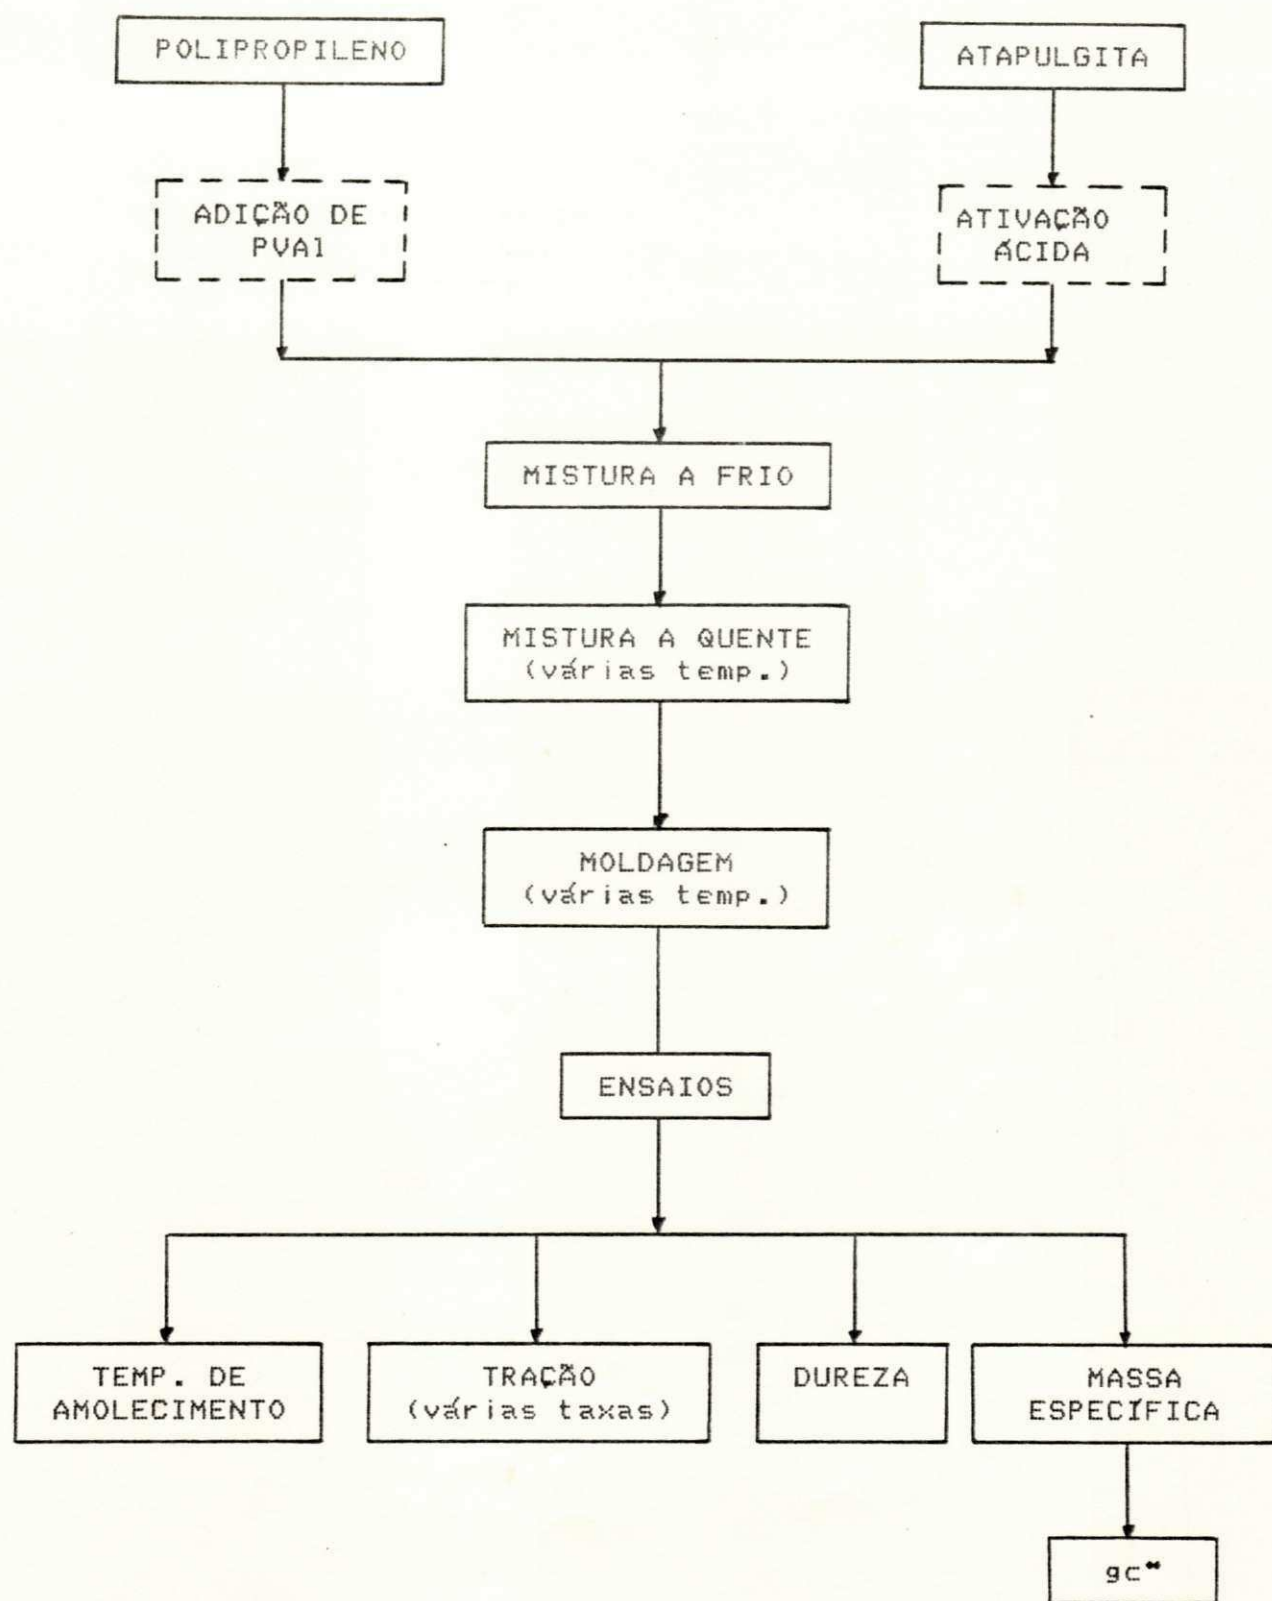 POLIPROPILENO
ATAPULGITA
ADIÇÃO DE
PVAl
ATIVAÇÃO
ÁCIDA
MISTURA A FRIO
MISTURA A QUENTE
(várias temp.)
MOLDAGEM
(várias temp.)
ENSAIOS
TEMP. DE
AMOLECIMENTO
TRAÇÃO
(várias taxas)
DUREZA
MASSA
ESPECÍFICA
gc